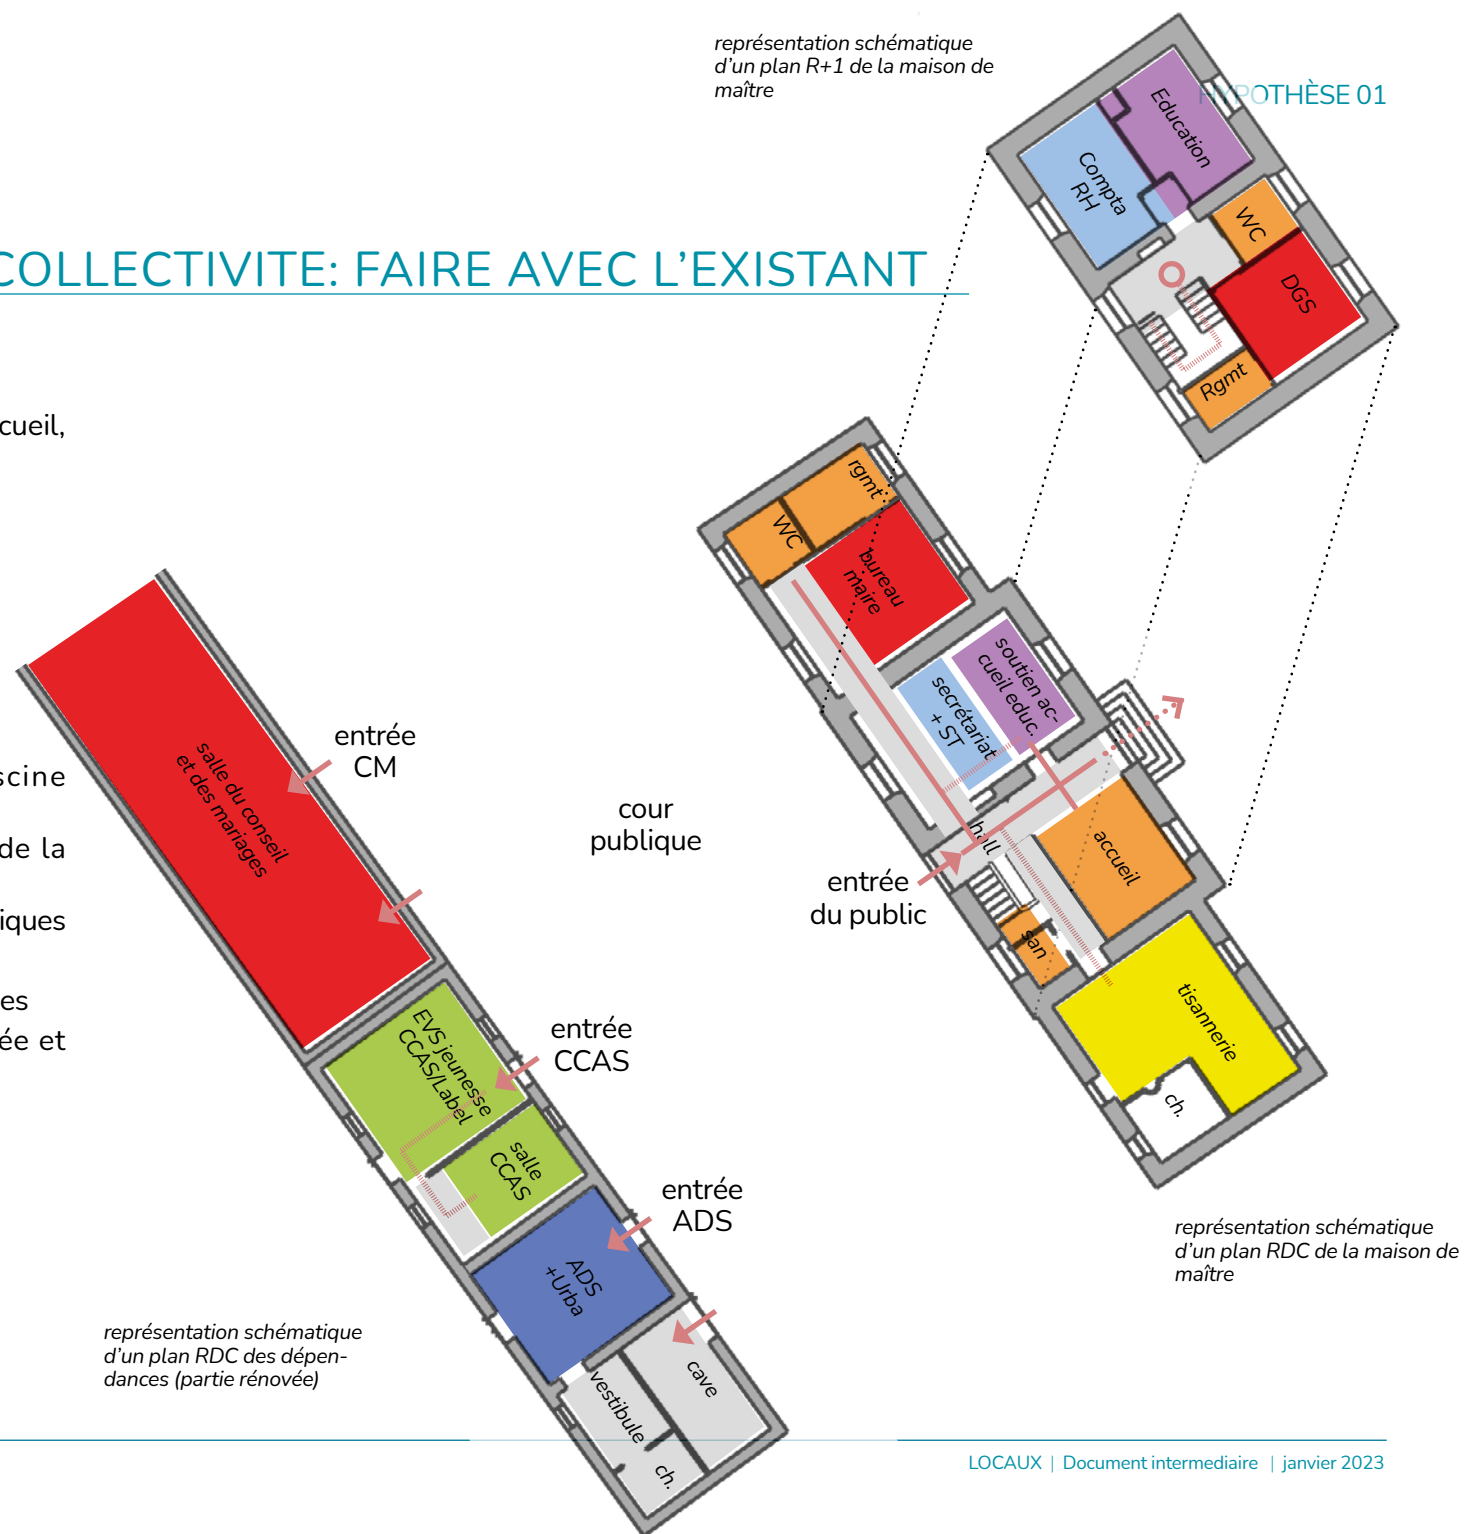 représentation schématique
d'un plan R+1 de la maison de
maître
HYPOTHÈSE 01
COLLECTIVITE: FAIRE AVEC L'EXISTANT
Education
Compta
RH
WC
DGS
Rgmt
cueil,
rgmt
WC
bureau
maire
soutien ac-
cueil educ.
secrétariat
+ ST
hall
accueil
san
tisannerie
ch.
entrée
du public
cour
publique
scine
de la
iques
es
ée et
salle du conseil
et des mariages
entrée
CM
EVS jeunesse
CCAS/Label
entrée
CCAS
salle
CCAS
entrée
ADS
ADS
+Urba
cave
vestibule
ch.
représentation schématique
d'un plan RDC de la maison de
maître
représentation schématique
d'un plan RDC des dépen-
dances (partie rénovée)
LOCAUX | Document intermediaire | janvier 2023